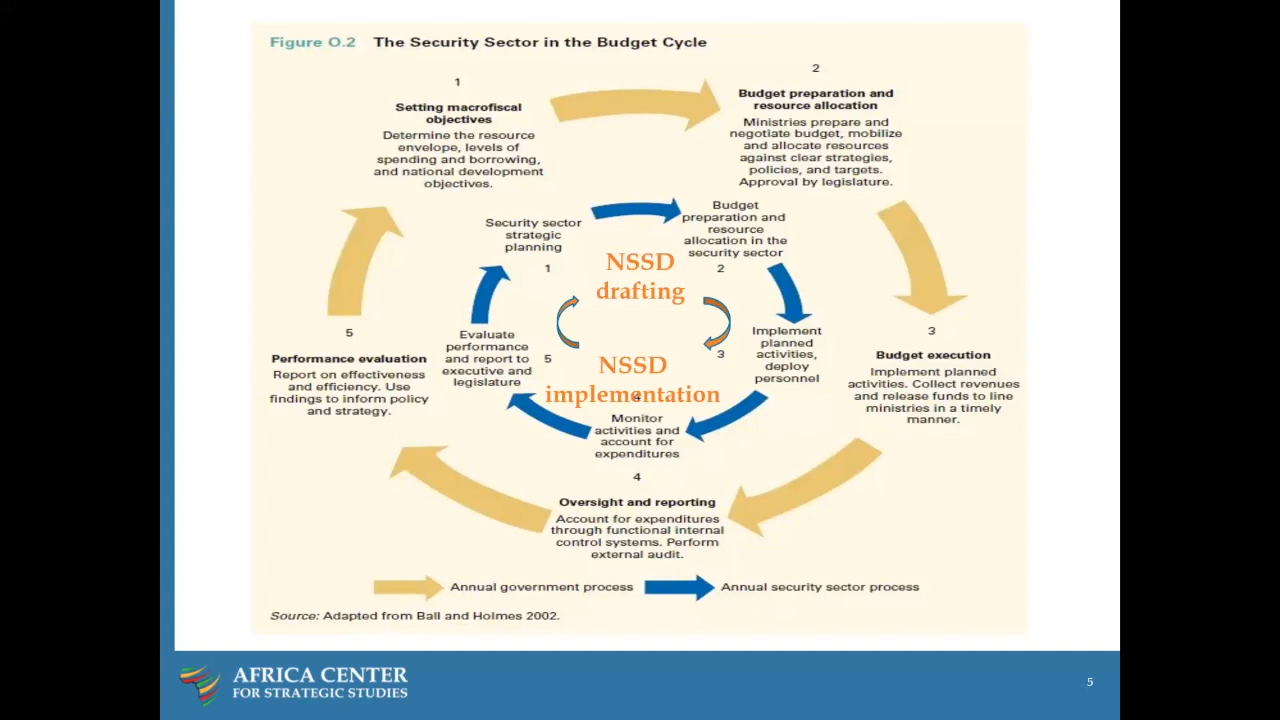 Figure O.2 The Security Sector in the Budget Cycle
1
Setting macrofiscal
objectives
Determine the resource
envelope, levels of
spending and borrowing,
and national development
objectives.
2
Budget preparation and
resource allocation
Ministries prepare and
negotiate budget, mobilize
and allocate resources
against clear strategies,
policies, and targets.
Approval by legislature.
3
Budget execution
Implement planned
activities. Collect revenues
and release funds to line
ministries in a timely
manner.
4
Oversight and reporting
Account for expenditures
through functional internal
control systems. Perform
external audit.
5
Performance evaluation
Report on effectiveness
and efficiency. Use
findings to inform policy
and strategy.
Security sector
strategic
planning
1
Budget
preparation and
resource
allocation in the
security sector
2
Implement
planned
activities,
deploy
personnel
3
4
Monitor
activities and
account for
expenditures
Evaluate
performance
and report to
executive and
legislature
5
NSSD
drafting
NSSD
implementation
Annual government process
Annual security sector process
Source: Adapted from Ball and Holmes 2002.
AFRICA CENTER
FOR STRATEGIC STUDIES
5